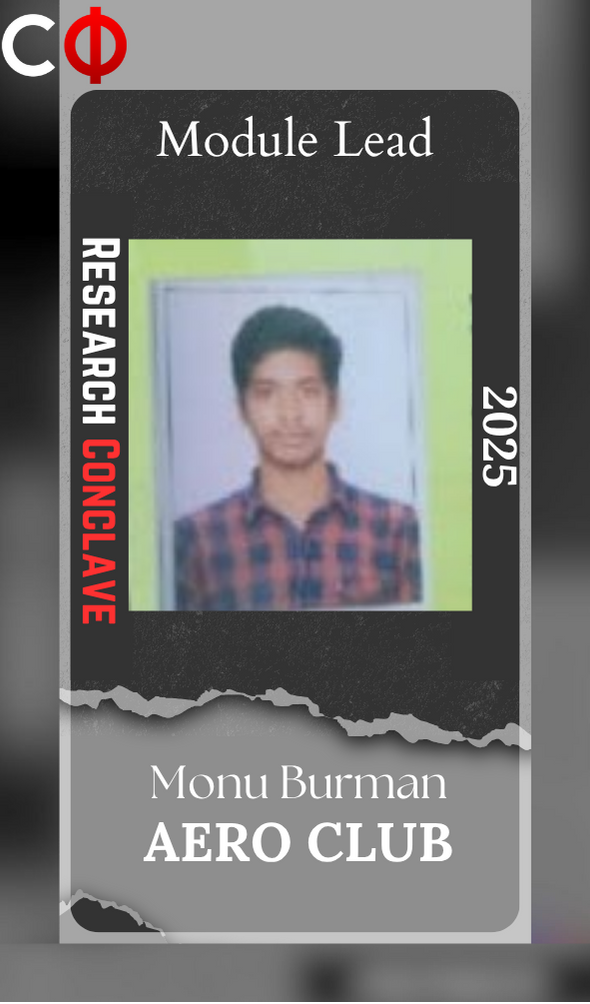 CΦ
Module Lead
RESEARCH CONCLAVE
2025
Monu Burman
AERO CLUB